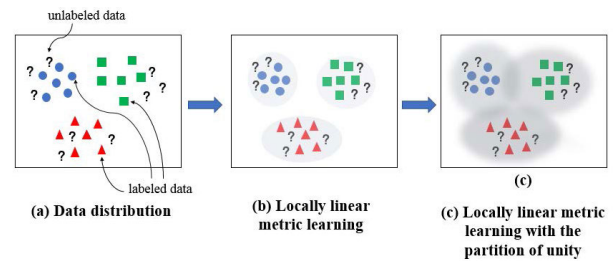 unlabeled data
? ? ? ? ? ? ? ? ? ? ?
labeled data
(a) Data distribution
? ? ? ? ? ? ? ? ? ?
(b) Locally linear
metric learning
? ? ? ? ? ? ? ? ? ?
(c)
(c) Locally linear metric
learning with the
partition of unity